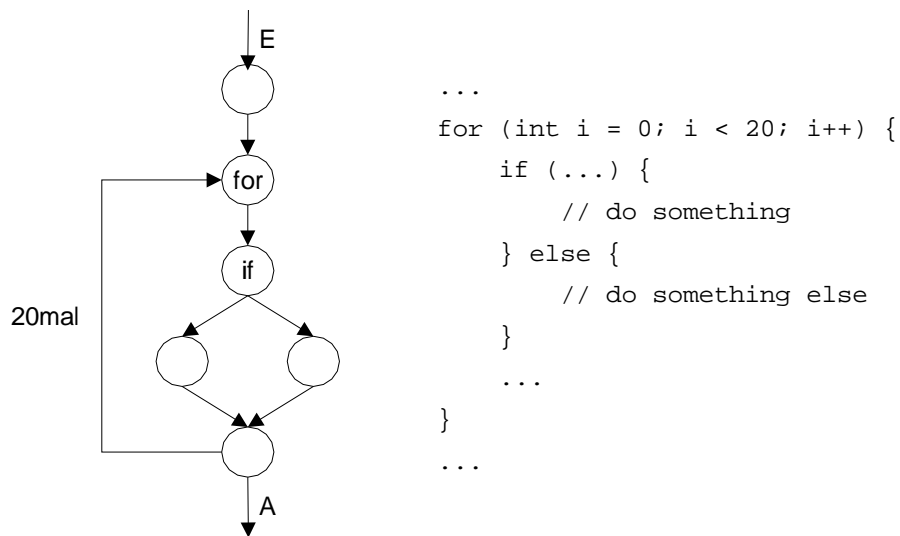 E
for
if
20mal
A
...
for (int i = 0; i < 20; i++) {
if (...) {
// do something
} else {
// do something else
}
...
}
...